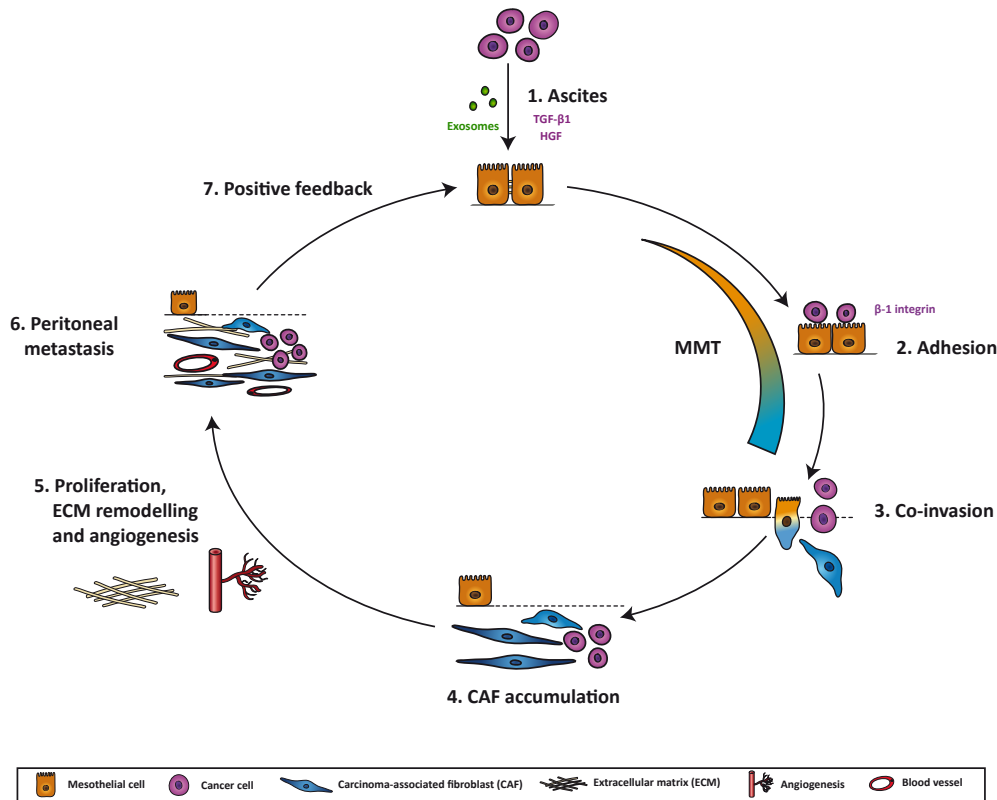 1. Ascites
Exosomes
TGF-β1
HGF
7. Positive feedback
MMT
β-1 integrin
2. Adhesion
6. Peritoneal
metastasis
5. Proliferation,
ECM remodelling
and angiogenesis
3. Co-invasion
4. CAF accumulation
Mesothelial cell
Cancer cell
Carcinoma-associated fibroblast (CAF)
Extracellular matrix (ECM)
Angiogenesis
Blood vessel